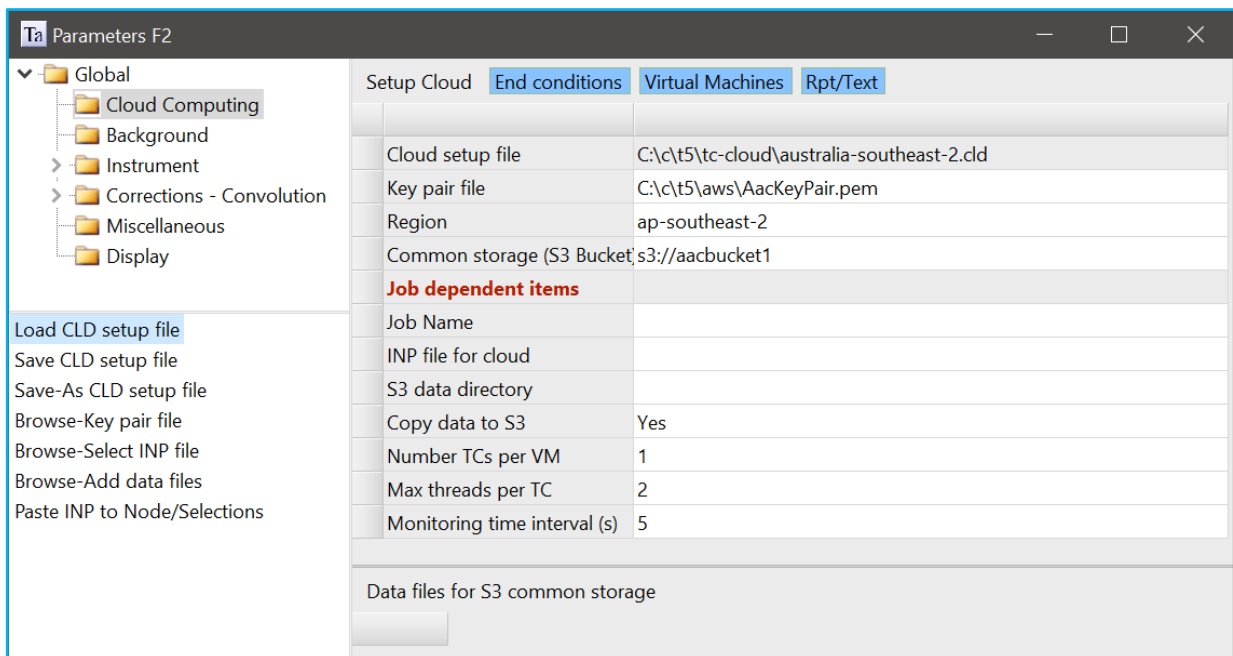 Ta Parameters F2
Global
Cloud Computing
Background
Instrument
Corrections - Convolution
Miscellaneous
Display
Load CLD setup file
Save CLD setup file
Save-As CLD setup file
Browse-Key pair file
Browse-Select INP file
Browse-Add data files
Paste INP to Node/Selections
Setup Cloud End conditions Virtual Machines Rpt/Text
Cloud setup file C:\c\t5\tc-cloud\australia-southeast-2.cld
Key pair file C:\c\t5\aws\AacKeyPair.pem
Region ap-southeast-2
Common storage (S3 Bucket) s3://aacbucket1
Job dependent items
Job Name
INP file for cloud
S3 data directory
Copy data to S3 Yes
Number TCs per VM 1
Max threads per TC 2
Monitoring time interval (s) 5
Data files for S3 common storage